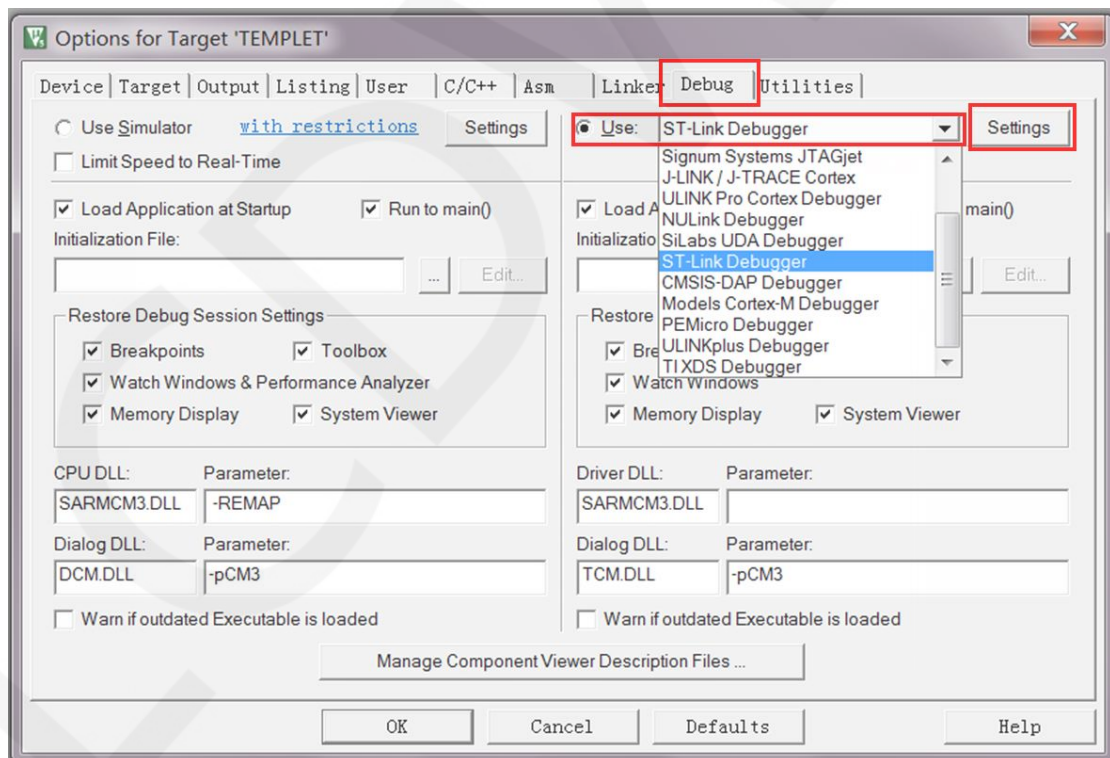 Options for Target 'TEMPLET'
Device Target Output Listing User C/C++ Asm Linker Debug Utilities
Use Simulator with restrictions Settings
Limit Speed to Real-Time
Load Application at Startup Run to main()
Initialization File:
... Edit...
Restore Debug Session Settings
Breakpoints Toolbox
Watch Windows & Performance Analyzer
Memory Display System Viewer
CPU DLL: Parameter:
SARMCM3.DLL -REMAP
Dialog DLL: Parameter:
DCM.DLL -pCM3
Warn if outdated Executable is loaded
Use: ST-Link Debugger Settings
Signum Systems JTAGjet
J-LINK / J-TRACE Cortex
ULINK Pro Cortex Debugger
NULink Debugger
SiLabs UDA Debugger
ST-Link Debugger
CMSIS-DAP Debugger
Models Cortex-M Debugger
PEMicro Debugger
ULINKplus Debugger
TI XDS Debugger
Load A main()
Initializatio
Edit...
Restore
Bre
Watch Windows
Memory Display System Viewer
Driver DLL: Parameter:
SARMCM3.DLL
Dialog DLL: Parameter:
TCM.DLL -pCM3
Warn if outdated Executable is loaded
Manage Component Viewer Description Files ...
OK Cancel Defaults Help